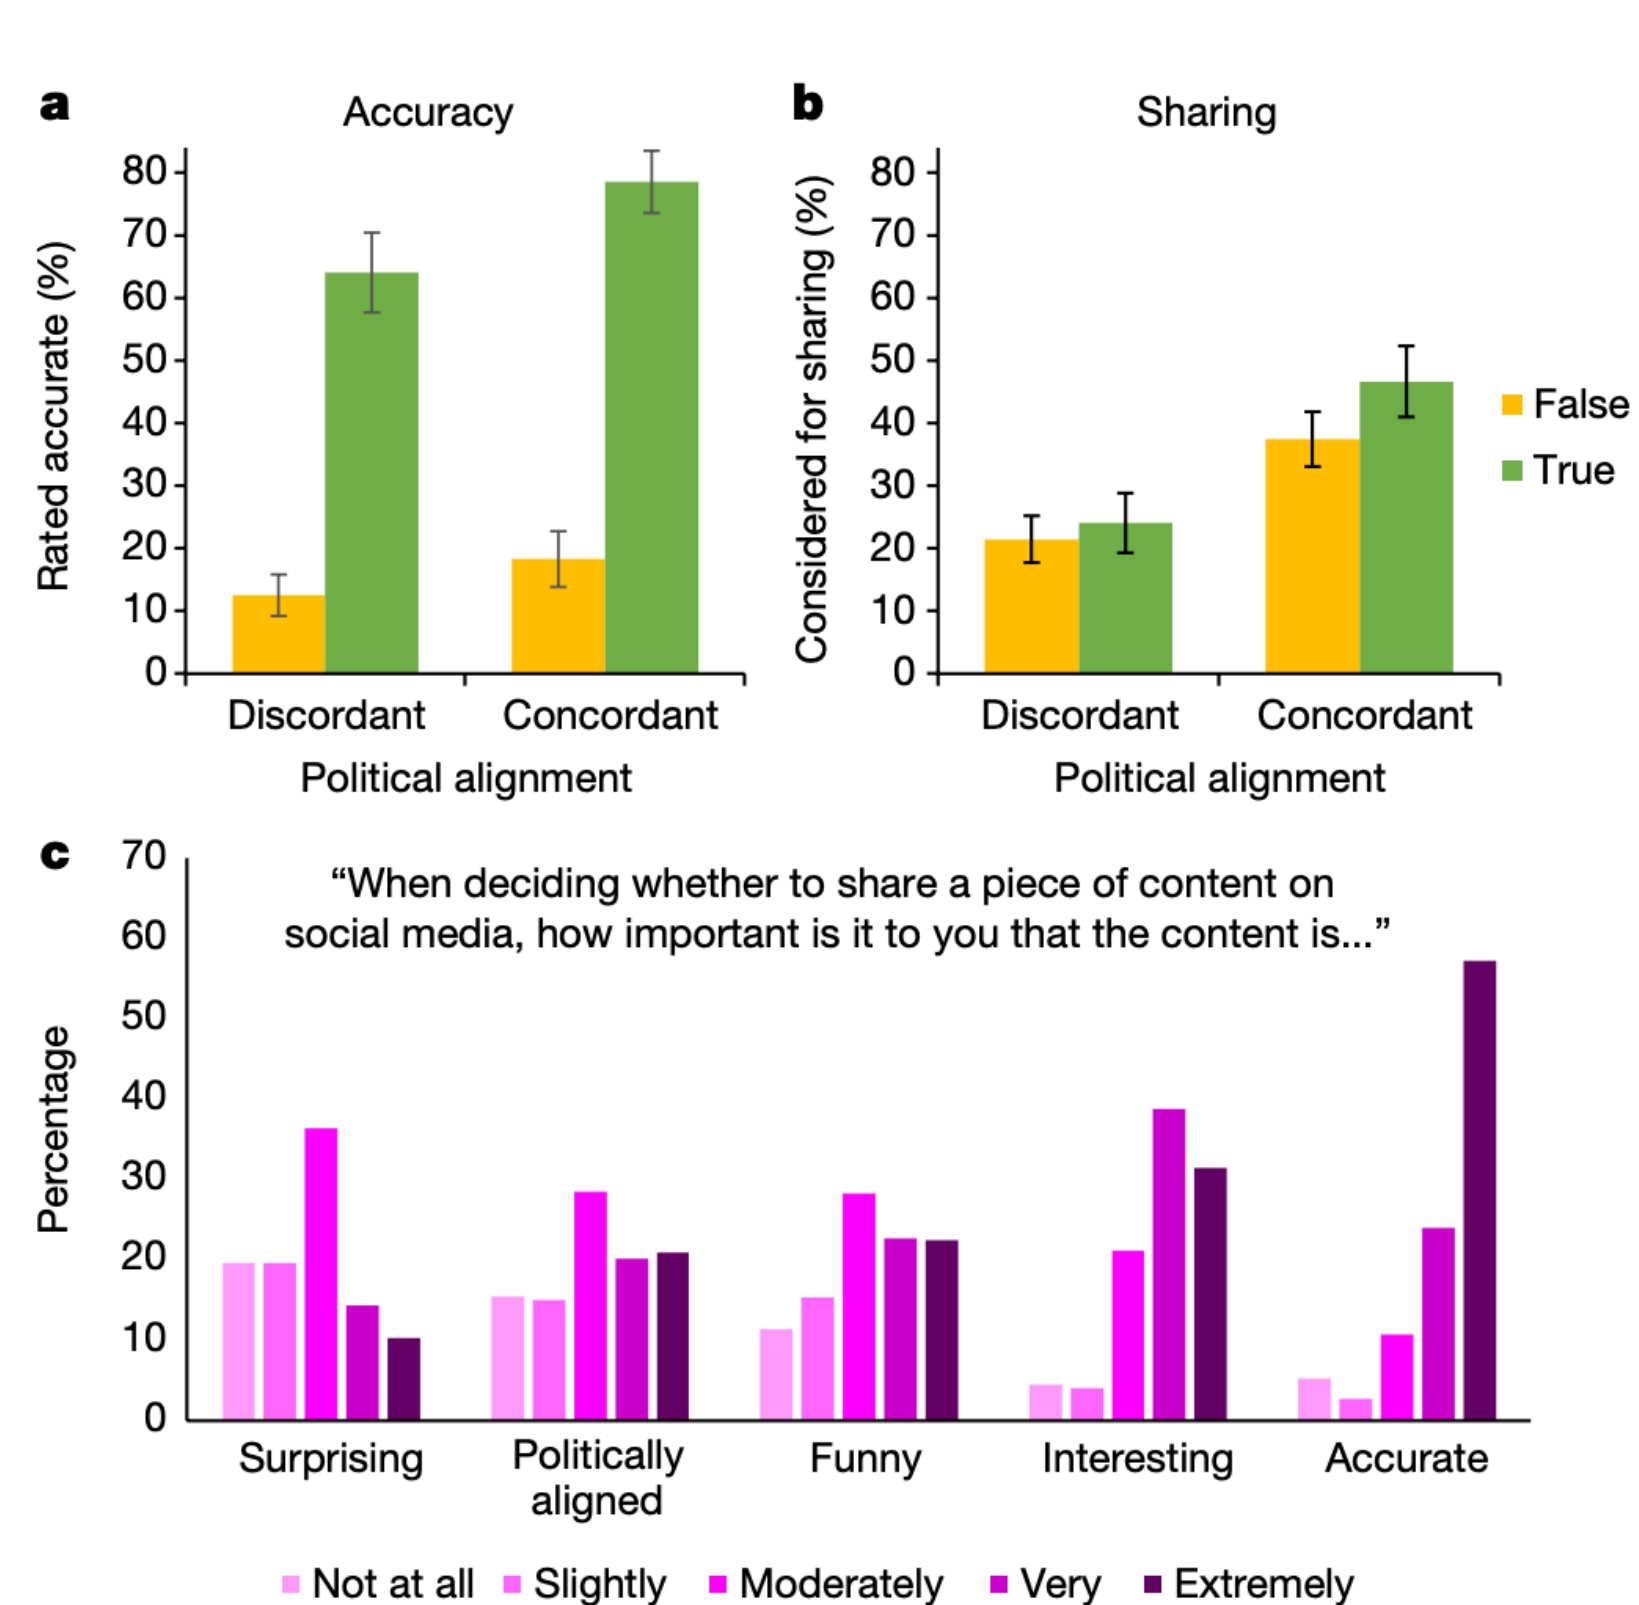 a
Accuracy
Rated accurate (%)
80
70
60
50
40
30
20
10
0
Discordant
Concordant
Political alignment
b
Sharing
Considered for sharing (%)
80
70
60
50
40
30
20
10
0
Discordant
Concordant
Political alignment
False
True
c
“When deciding whether to share a piece of content on
social media, how important is it to you that the content is...”
Percentage
70
60
50
40
30
20
10
0
Surprising
Politically
aligned
Funny
Interesting
Accurate
Not at all
Slightly
Moderately
Very
Extremely